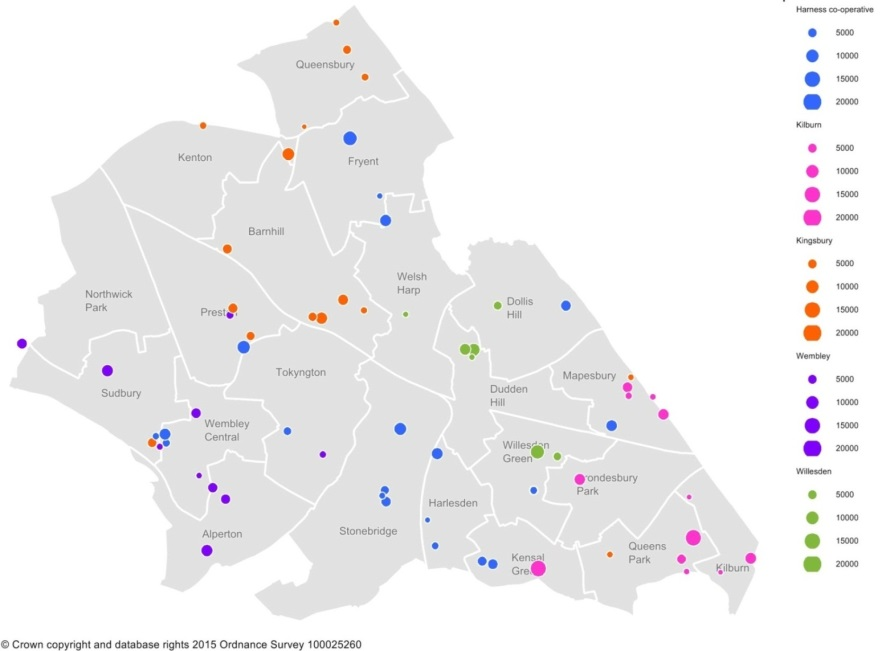 Harness co-operative
5000
10000
15000
20000
Kilburn
5000
10000
15000
20000
Kingsbury
5000
10000
15000
20000
Wembley
5000
10000
15000
20000
Willesden
5000
10000
15000
20000
Queensbury
Kenton
Fryent
Barnhill
Welsh
Harp
Northwick
Park
Preston
Dollis
Hill
Tokyngton
Mapesbury
Sudbury
Dudden
Hill
Wembley
Central
Willesden
Green
Brondesbury
Park
Harlesden
Stonebridge
Alperton
Kensal
Green
Queens
Park
Kilburn
© Crown copyright and database rights 2015 Ordnance Survey 100025260